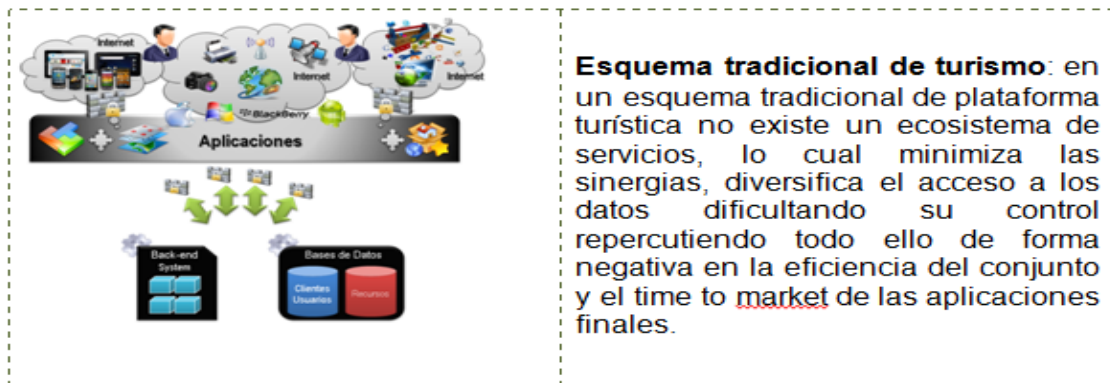 Internet
Internet
Internet
BlackBerry
Aplicaciones
Back-end
System
Bases de Datos
Clientes
Usuarios
Recursos
Esquema tradicional de turismo: en
un esquema tradicional de plataforma
turística no existe un ecosistema de
servicios, lo cual minimiza las
sinergias, diversifica el acceso a los
datos dificultando su control
repercutiendo todo ello de forma
negativa en la eficiencia del conjunto
y el time to market de las aplicaciones
finales.